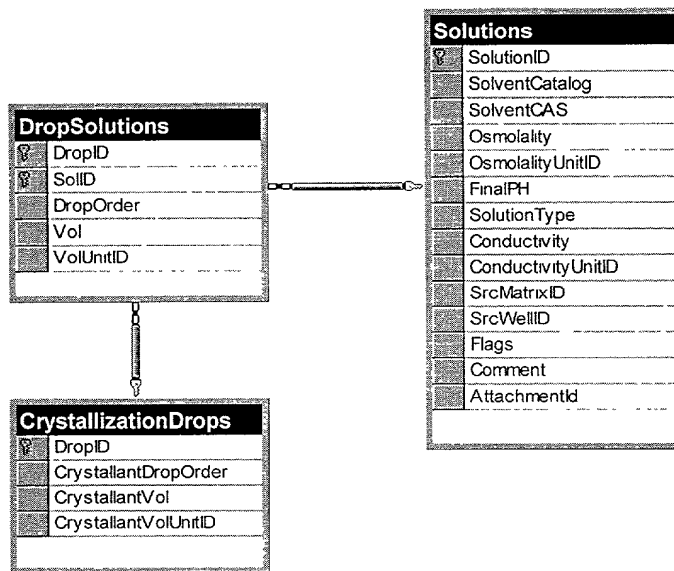 DropSolutions
DropID
SolID
DropOrder
Vol
VolUnitID
CrystallizationDrops
DropID
CrystallantDropOrder
CrystallantVol
CrystallantVolUnitID
Solutions
SolutionID
SolventCatalog
SolventCAS
Osmolality
OsmolalityUnitID
FinalPH
SolutionType
Conductivity
ConductivityUnitID
SrcMatrixID
SrcWellID
Flags
Comment
AttachmentId